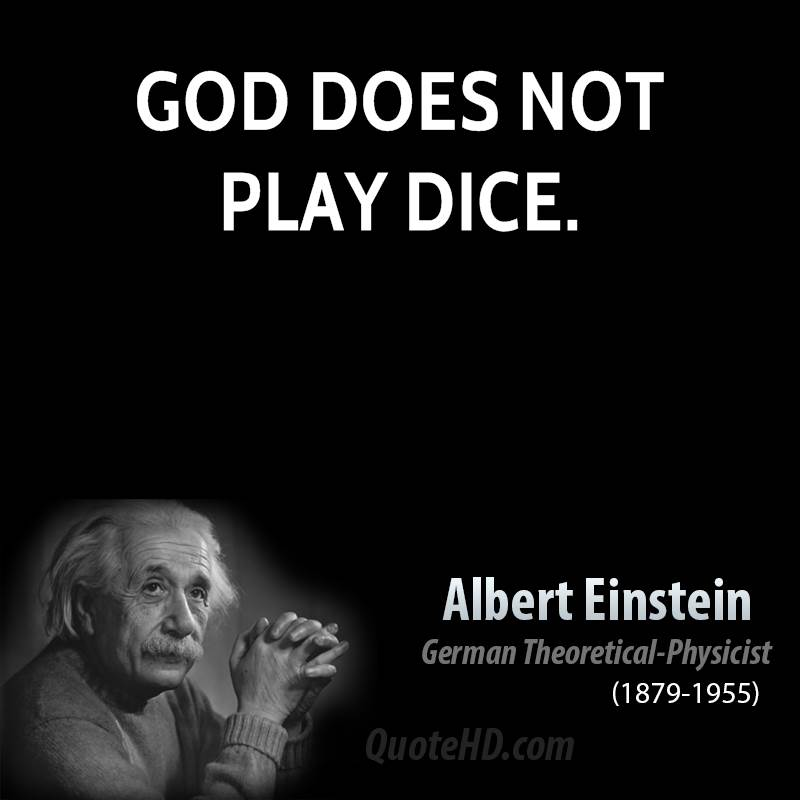 GOD DOES NOT
PLAY DICE.
Albert Einstein
German Theoretical-Physicist
(1879-1955)
QuoteHD.com